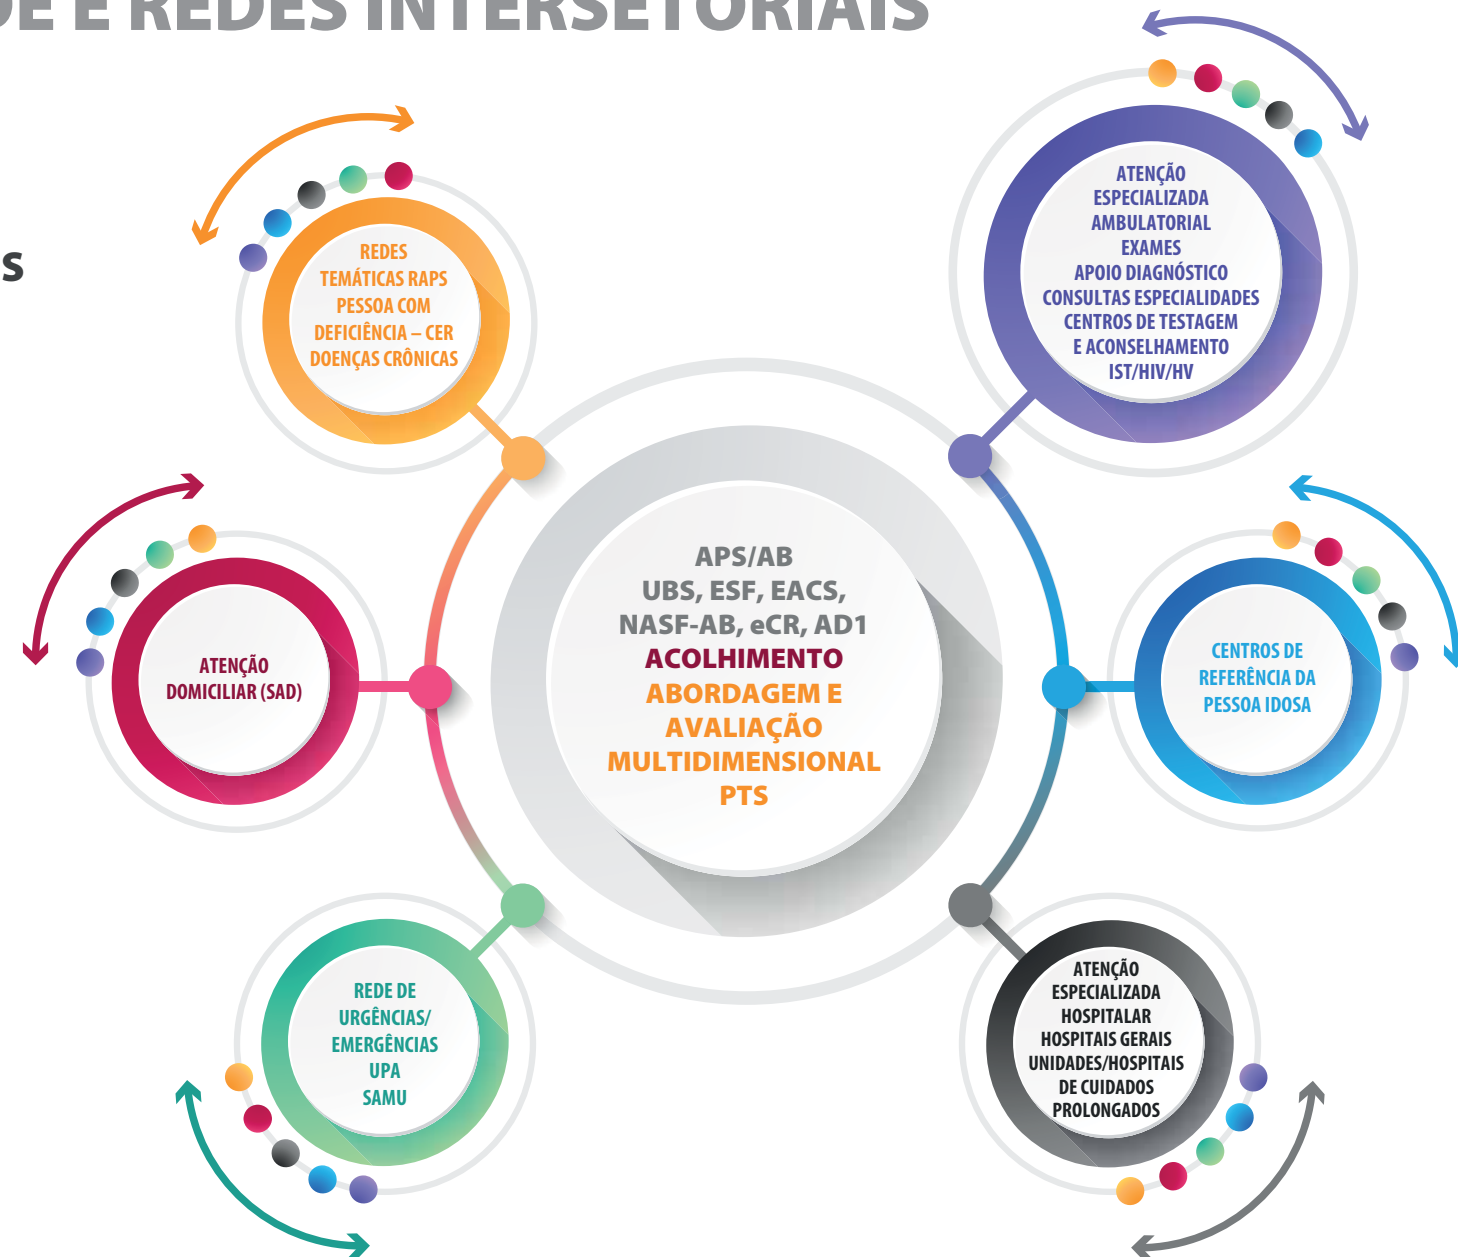 E REDES INTERSETORIAIS
REDES
TEMÁTICAS RAPS
PESSOA COM
DEFICIÊNCIA – CER
DOENÇAS CRÔNICAS
ATENÇÃO
ESPECIALIZADA
AMBULATORIAL
EXAMES
APOIO DIAGNÓSTICO
CONSULTAS ESPECIALIDADES
CENTROS DE TESTAGEM
E ACONSELHAMENTO
IST/HIV/HV
APS/AB
UBS, ESF, EACS,
NASF-AB, eCR, AD1
ACOLHIMENTO
ABORDAGEM E
AVALIAÇÃO
MULTIDIMENSIONAL
PTS
ATENÇÃO
DOMICILIAR (SAD)
CENTROS DE
REFERÊNCIA DA
PESSOA IDOSA
REDE DE
URGÊNCIAS/
EMERGÊNCIAS
UPA
SAMU
ATENÇÃO
ESPECIALIZADA
HOSPITALAR
HOSPITAIS GERAIS
UNIDADES/HOSPITAIS
DE CUIDADOS
PROLONGADOS